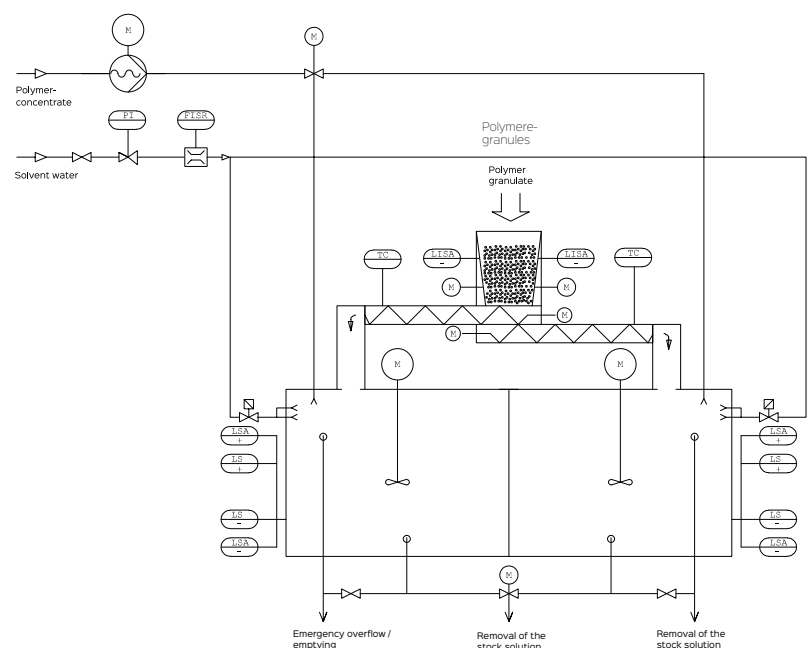 M
M
Polymer-
concentrate
PI
FISR
Polymere-
granules
Solvent water
Polymer
granulate
TC
LISA
-
LISA
-
TC
M
M
M
M
M
M
LSA
+
LSA
+
LS
+
LS
+
LS
-
LS
-
LSA
-
LSA
-
M
Emergency overflow /
emptying
Removal of the
stock solution
Removal of the
stock solution